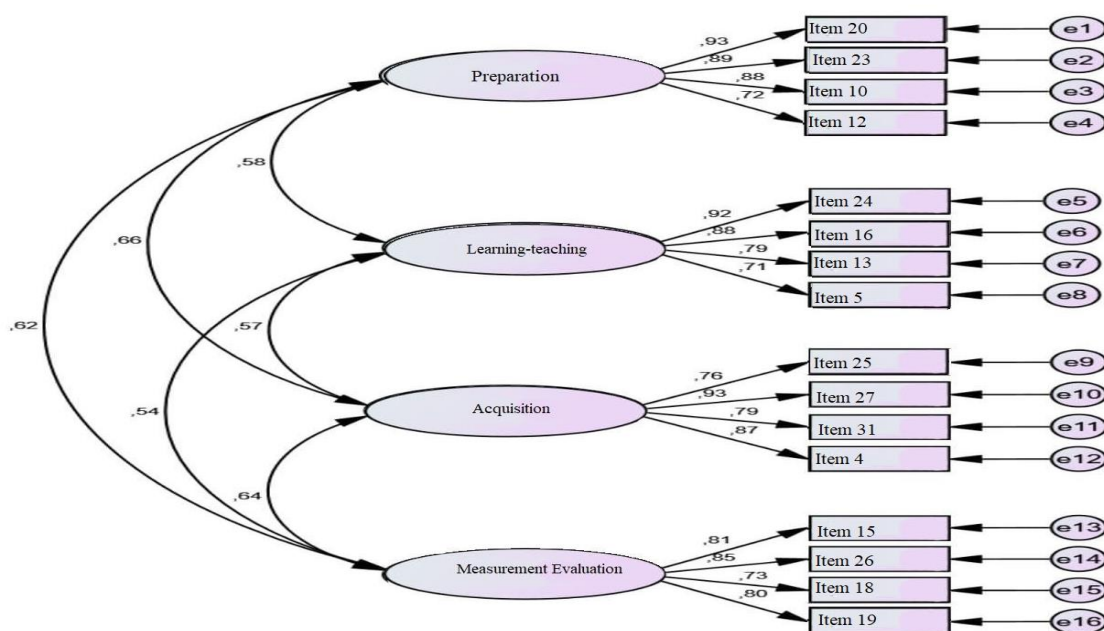 ,93
Item 20
e1
,89
Item 23
e2
Preparation
,88
Item 10
e3
,72
Item 12
e4
,58
,92
Item 24
e5
,88
Item 16
e6
,66
Learning-teaching
,79
Item 13
e7
,71
Item 5
e8
,62
,57
,76
Item 25
e9
,93
Item 27
e10
,54
Acquisition
,79
Item 31
e11
,87
Item 4
e12
,64
,81
Item 15
e13
,85
Item 26
e14
Measurement Evaluation
,73
Item 18
e15
,80
Item 19
e16